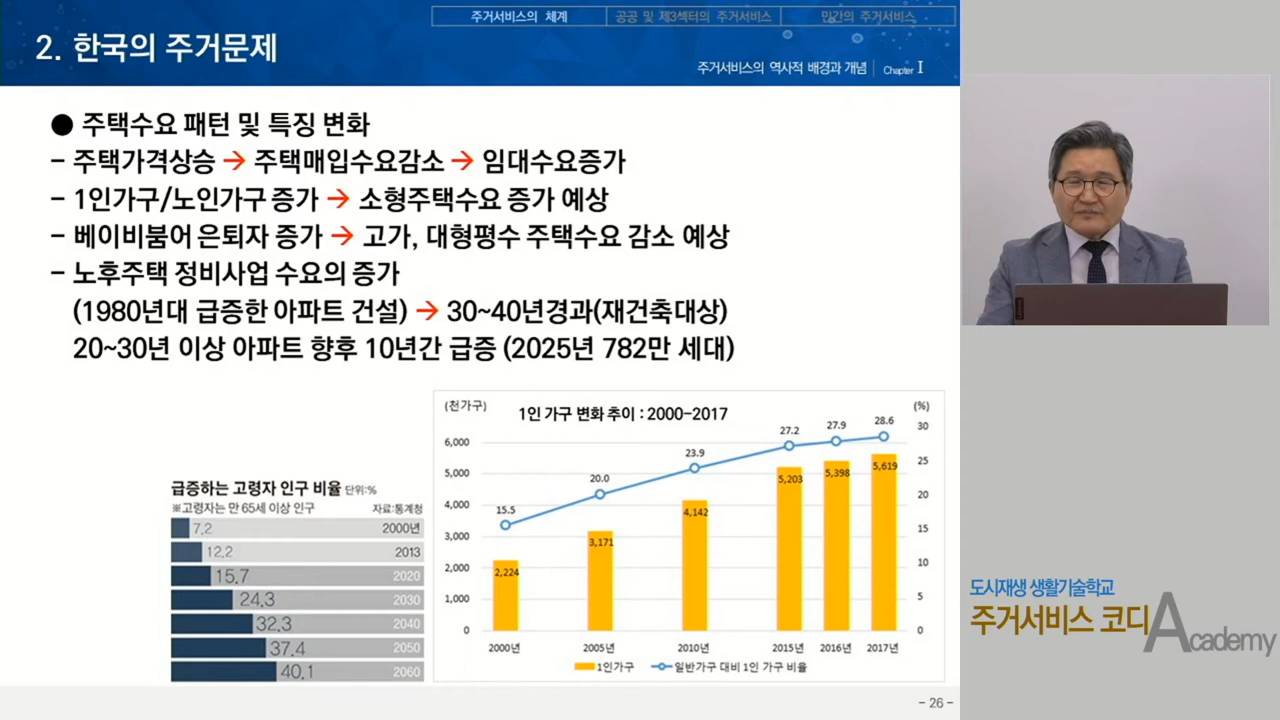 주거서비스의 체계
공공 및 제3섹터의 주거서비스
민간의 주거서비스
2. 한국의 주거문제
주거서비스의 역사적 배경과 개념 | Chapter I
● 주택수요 패턴 및 특징 변화
- 주택가격상승 → 주택매입수요감소 → 임대수요증가
- 1인가구/노인가구 증가 → 소형주택수요 증가 예상
- 베이비붐어 은퇴자 증가 → 고가, 대형평수 주택수요 감소 예상
- 노후주택 정비사업 수요의 증가
(1980년대 급증한 아파트 건설) → 30~40년경과(재건축대상)
20~30년 이상 아파트 향후 10년간 급증 (2025년 782만 세대)
급증하는 고령자 인구 비율 단위:%
※고령자는 만 65세 이상 인구 자료:통계청
7.2 2000년
12.2 2013
15.7 2020
24.3 2030
32.3 2040
37.4 2050
40.1 2060
(천가구) 1인 가구 변화 추이 : 2000-2017 (%)
6,000
5,000
4,000
3,000
2,000
1,000
0
15.5 20.0 23.9 27.2 27.9 28.6
2,224 3,171 4,142 5,203 5,398 5,619
30
25
20
15
10
5
0
2000년 2005년 2010년 2015년 2016년 2017년
1인가구 일반가구 대비 1인 가구 비율
- 26 -
도시재생 생활기술학교
주거서비스 코디 Academy